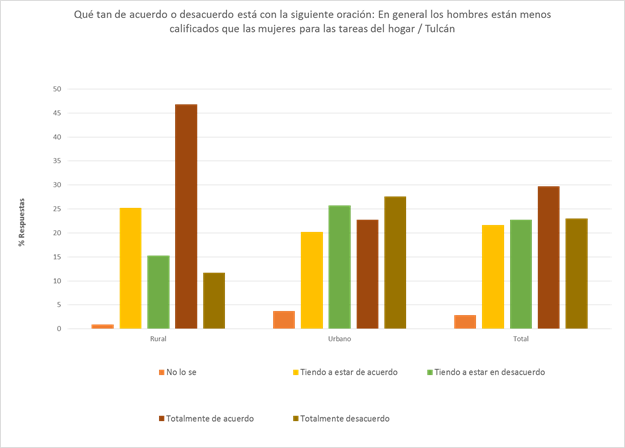 Qué tan de acuerdo o desacuerdo está con la siguiente oración: En general los hombres están menos
calificados que las mujeres para las tareas del hogar / Tulcán
% Respuestas
50
45
40
35
30
25
20
15
10
5
0
Rural
Urbano
Total
No lo se
Tiendo a estar de acuerdo
Tiendo a estar en desacuerdo
Totalmente de acuerdo
Totalmente desacuerdo